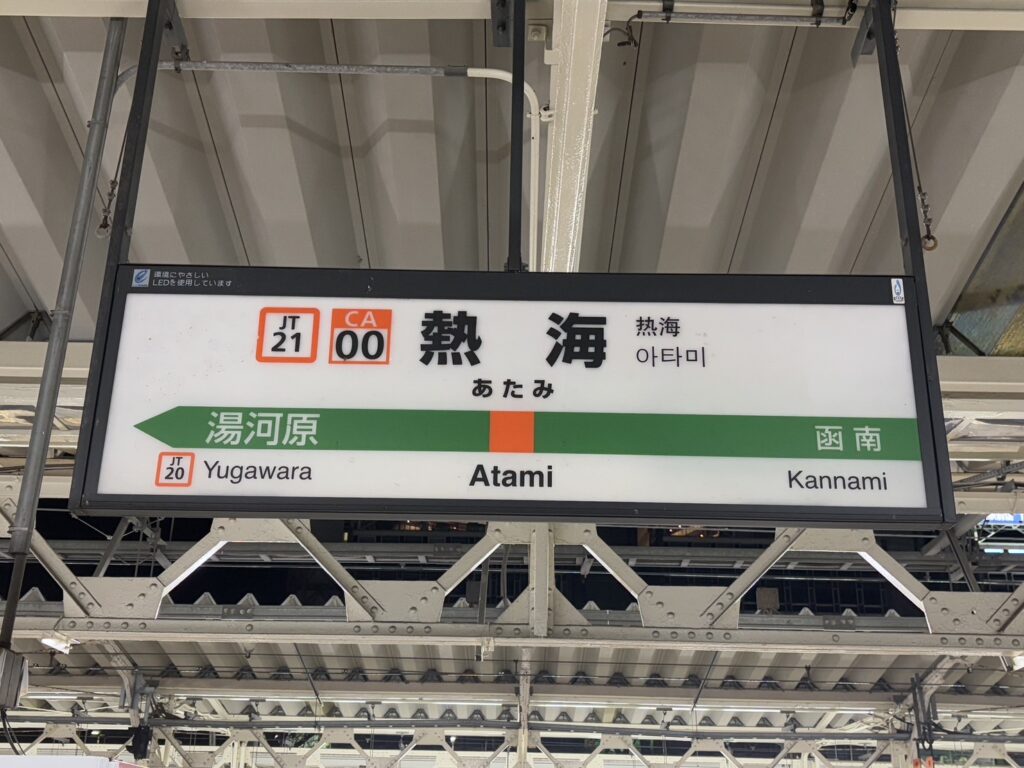 環境にやさしい
LEDを使用しています
JT
21
CA
00
熱海
热海
아타미
あたみ
湯河原
函南
JT
20
Yugawara
Atami
Kannami